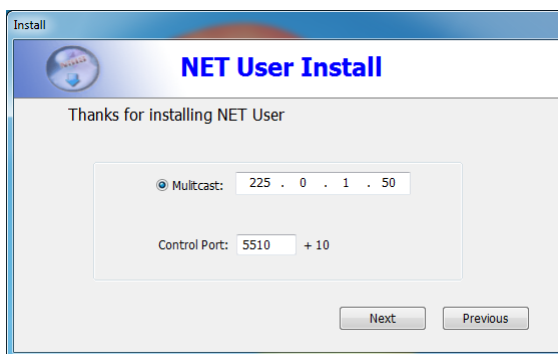 Install
NET User Install
Thanks for installing NET User
Mulitcast: 225 . 0 . 1 . 50
Control Port: 5510 + 10
Next Previous